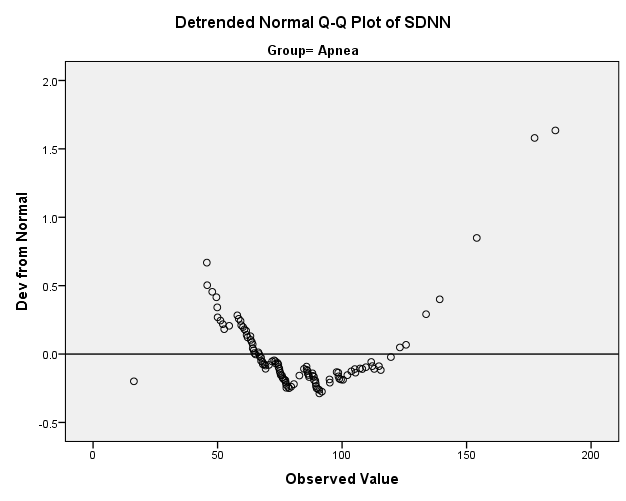 Detrended Normal Q-Q Plot of SDNN
Group= Apnea
2.0
1.5
1.0
0.5
0.0
-0.5
Dev from Normal
0 50 100 150 200
Observed Value